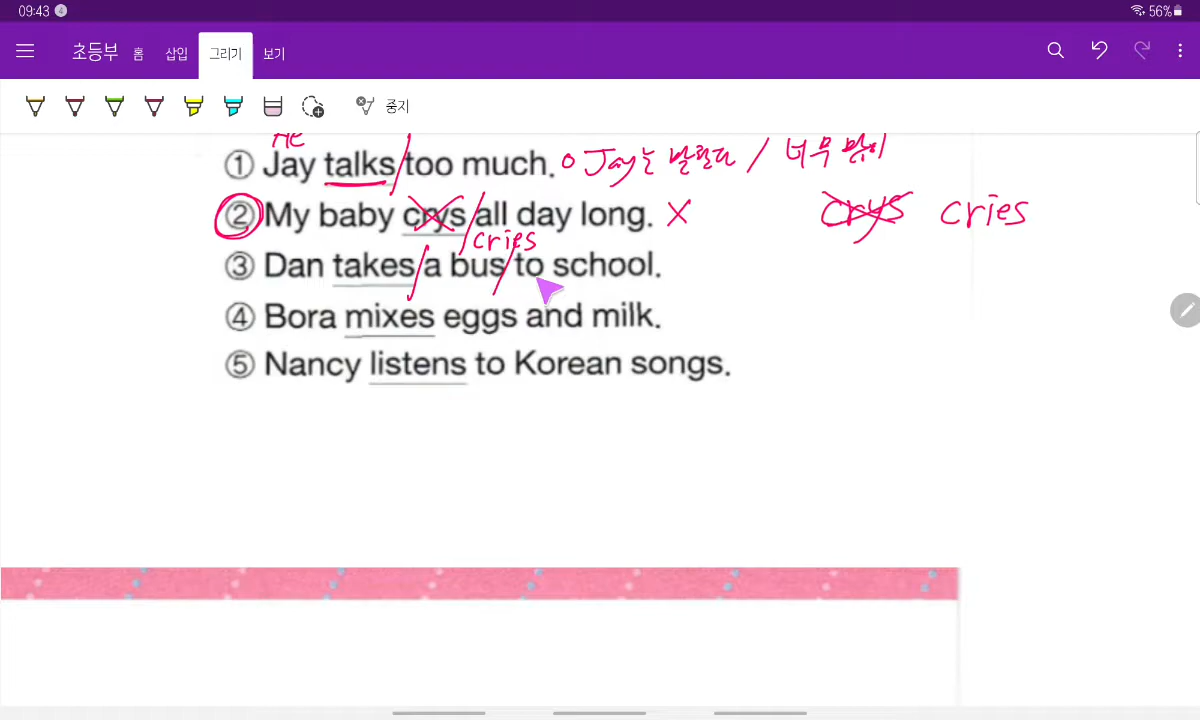 09:43 4 56%
초등부 홈 삽입 그리기 보기
중지
He
① Jay talks / too much. o Jay는 말한다 / 너무 많이
② My baby crys / all day long. X crys cries
cries
③ Dan takes / a bus / to school.
④ Bora mixes eggs and milk.
⑤ Nancy listens to Korean songs.